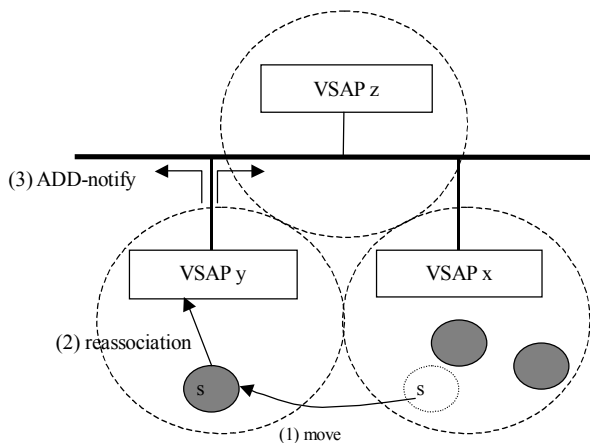 VSAP z
(3) ADD-notify
VSAP y
VSAP x
(2) reassociation
s
s
(1) move